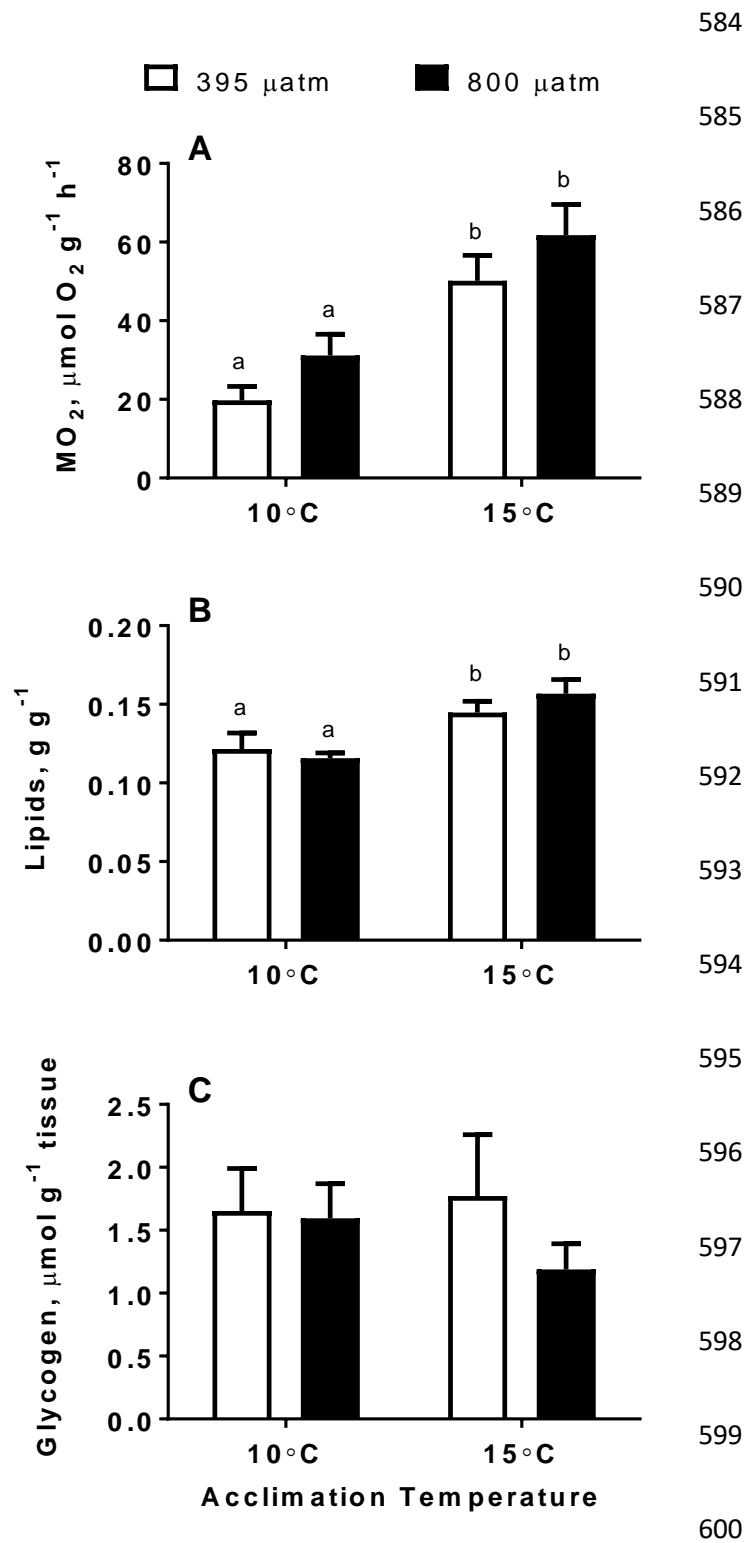 584
395 µatm 800 µatm
585
A
MO2, µmol O2 g-1 h-1
80
60
40
20
0
a
a
b
b
10°C 15°C
586
587
588
589
590
B
Lipids, g g-1
0.20
0.15
0.10
0.05
0.00
a
a
b
b
10°C 15°C
591
592
593
594
595
C
Glycogen, µmol g-1 tissue
2.5
2.0
1.5
1.0
0.5
0.0
10°C 15°C
Acclimation Temperature
596
597
598
599
600